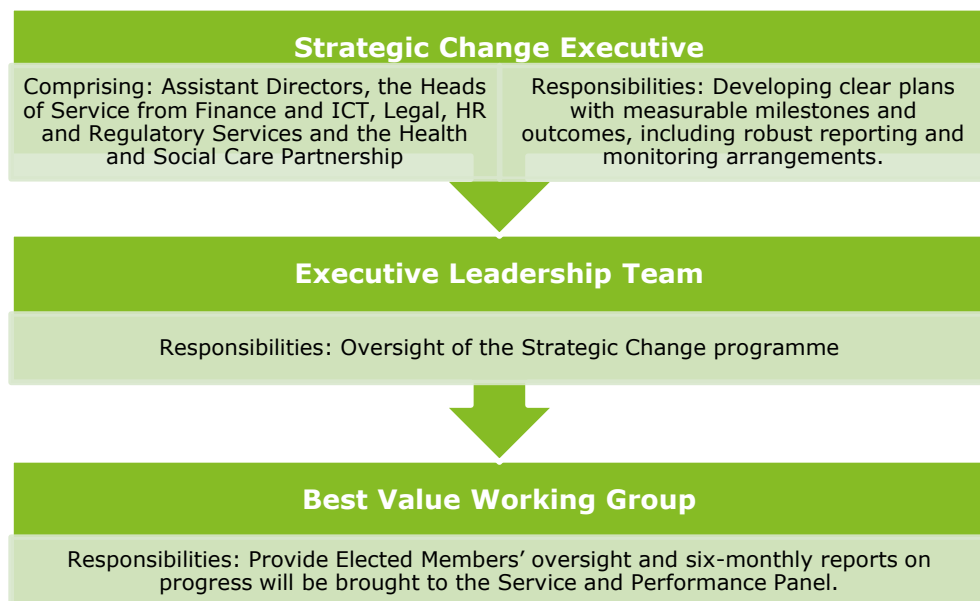 Strategic Change Executive
Comprising: Assistant Directors, the Heads
of Service from Finance and ICT, Legal, HR
and Regulatory Services and the Health
and Social Care Partnership
Responsibilities: Developing clear plans
with measurable milestones and
outcomes, including robust reporting and
monitoring arrangements.
Executive Leadership Team
Responsibilities: Oversight of the Strategic Change programme
Best Value Working Group
Responsibilities: Provide Elected Members’ oversight and six-monthly reports on
progress will be brought to the Service and Performance Panel.